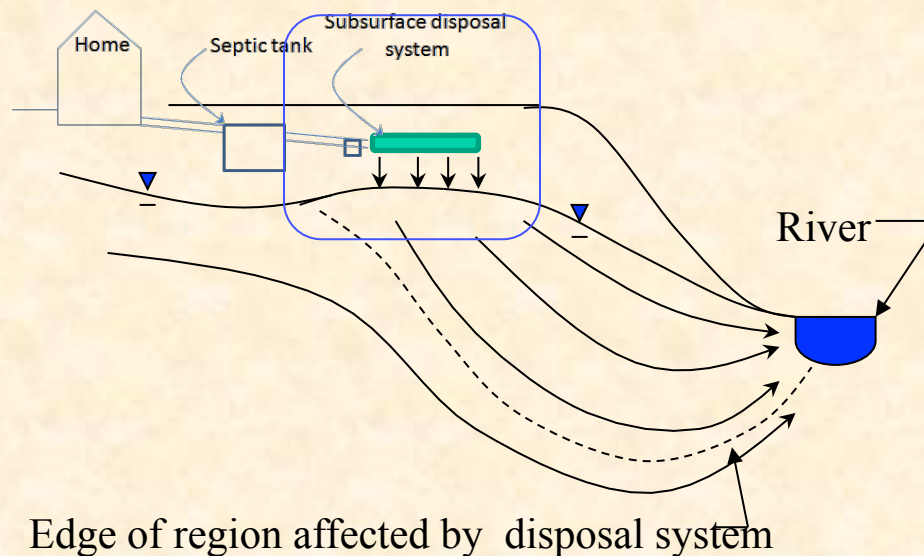 Home
Septic tank
Subsurface disposal
system
River
Edge of region affected by disposal system